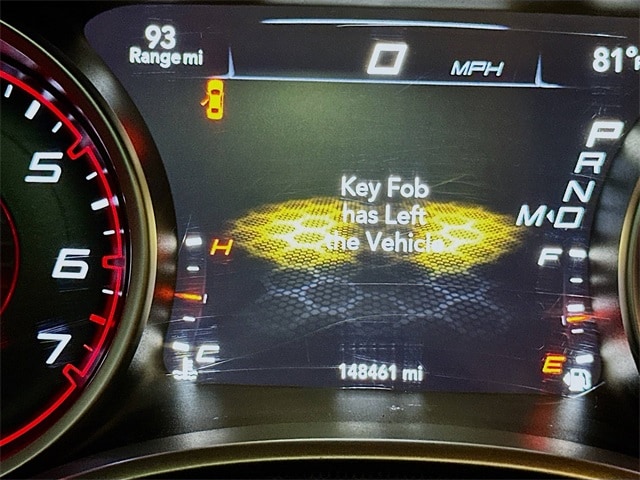 93
Range mi
0 MPH
81°F
P
R
N
M D
5
6
7
Key Fob
has Left
the Vehicle
H
C
F
E
148461 mi